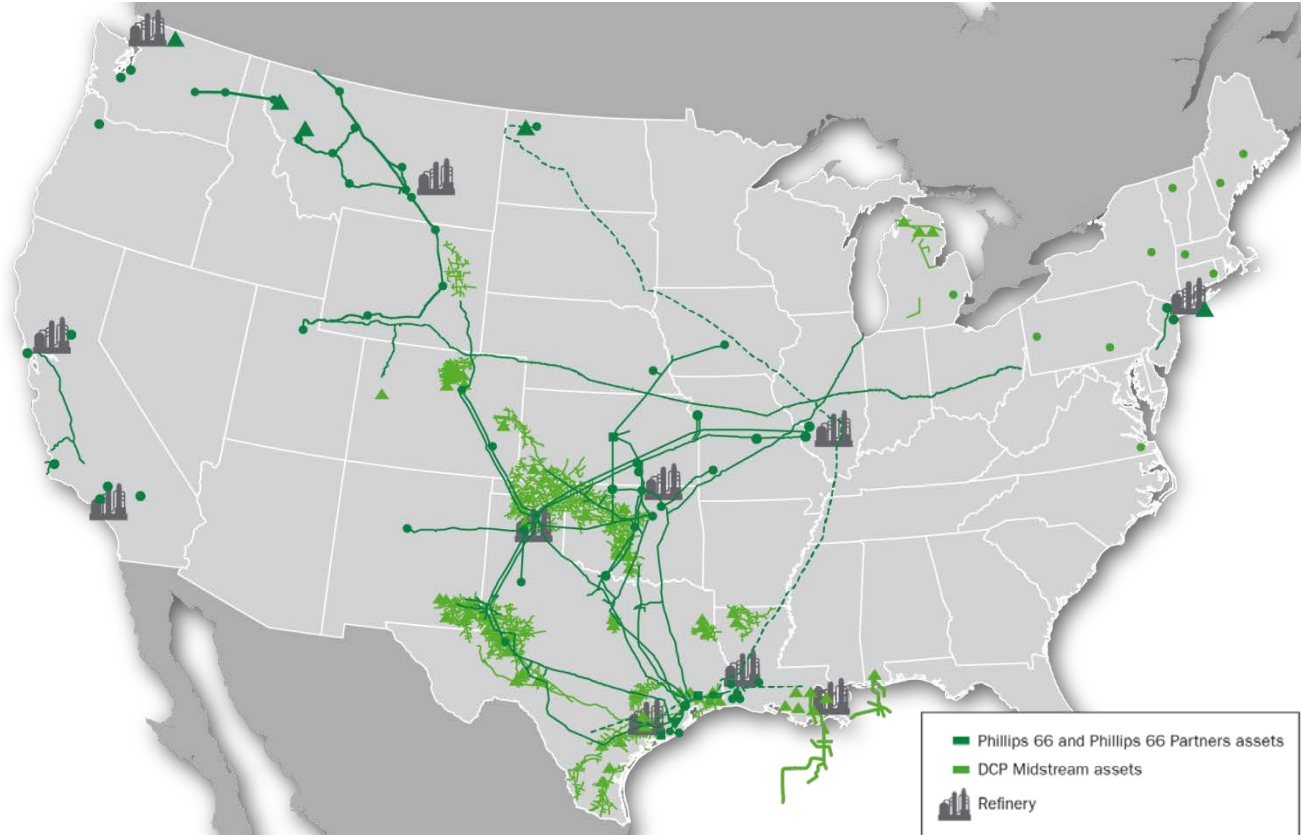 Phillips 66 and Phillips 66 Partners assets
DCP Midstream assets
Refinery